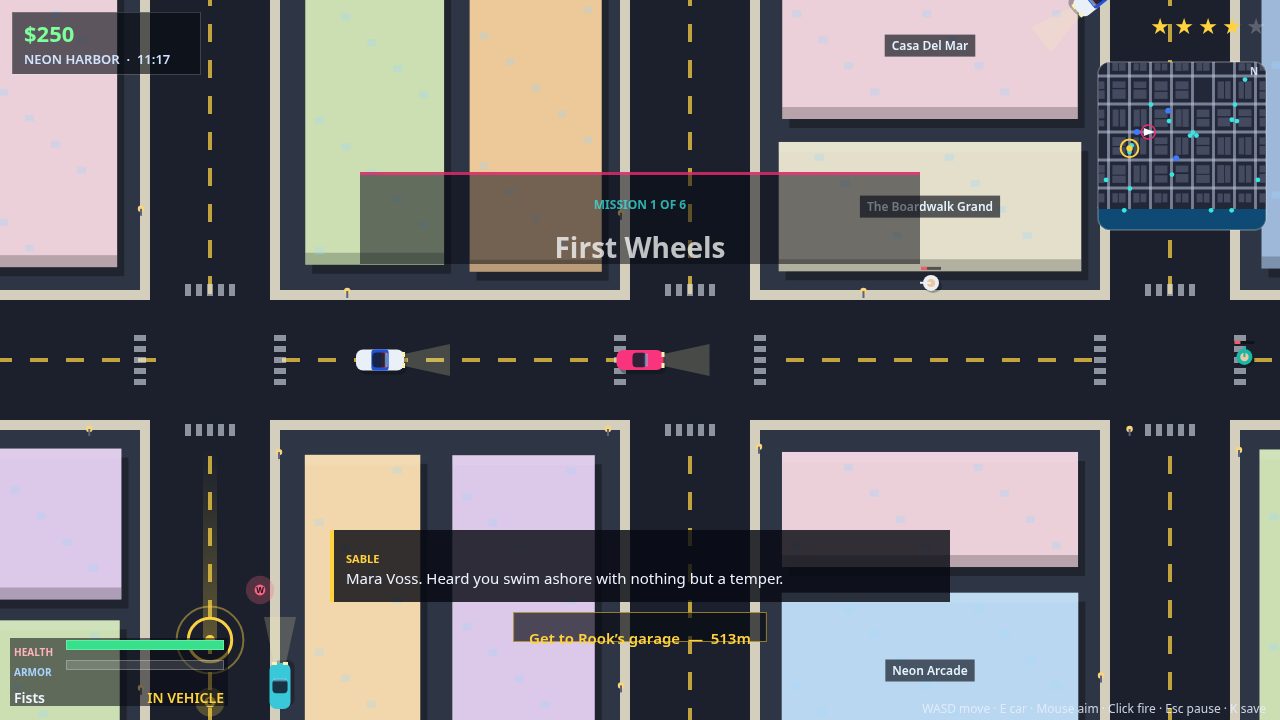 $250
NEON HARBOR · 11:17
Casa Del Mar
★★★★★
N
MISSION 1 OF 6
First Wheels
The Boardwalk Grand
SABLE
Mara Voss. Heard you swim ashore with nothing but a temper.
W
Get to Rook's garage — 513m
HEALTH
ARMOR
Fists
IN VEHICLE
Neon Arcade
WASD move · E car · Mouse aim · Click fire · Esc pause · K save